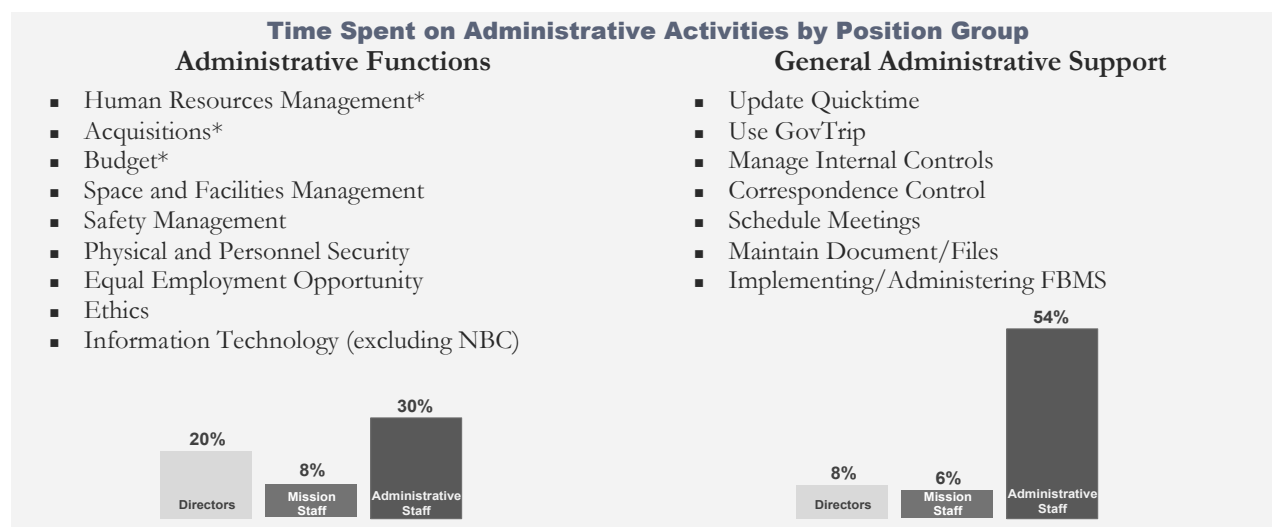 Time Spent on Administrative Activities by Position Group
Administrative Functions
▪ Human Resources Management*
▪ Acquisitions*
▪ Budget*
▪ Space and Facilities Management
▪ Safety Management
▪ Physical and Personnel Security
▪ Equal Employment Opportunity
▪ Ethics
▪ Information Technology (excluding NBC)
20%
8%
30%
Directors
Mission
Staff
Administrative
Staff
General Administrative Support
▪ Update Quicktime
▪ Use GovTrip
▪ Manage Internal Controls
▪ Correspondence Control
▪ Schedule Meetings
▪ Maintain Document/Files
▪ Implementing/Administering FBMS
8%
6%
54%
Directors
Mission
Staff
Administrative
Staff